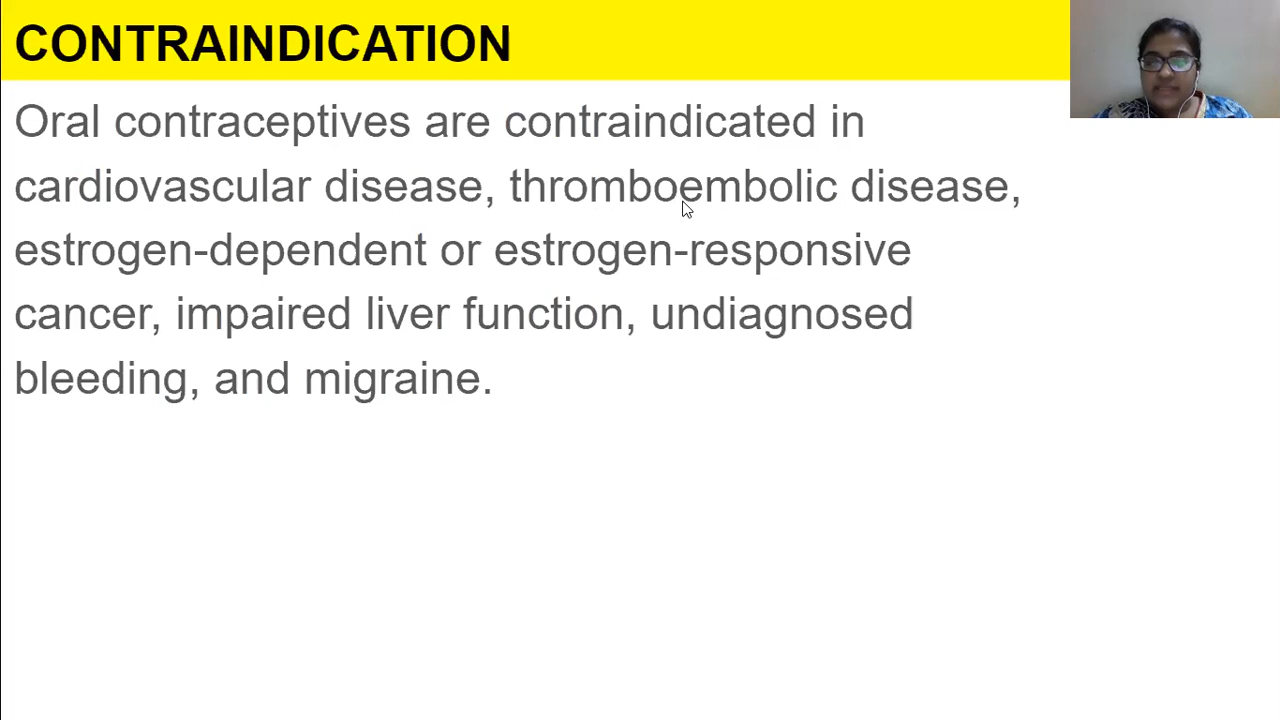 CONTRAINDICATION
Oral contraceptives are contraindicated in
cardiovascular disease, thromboembolic disease,
estrogen-dependent or estrogen-responsive
cancer, impaired liver function, undiagnosed
bleeding, and migraine.